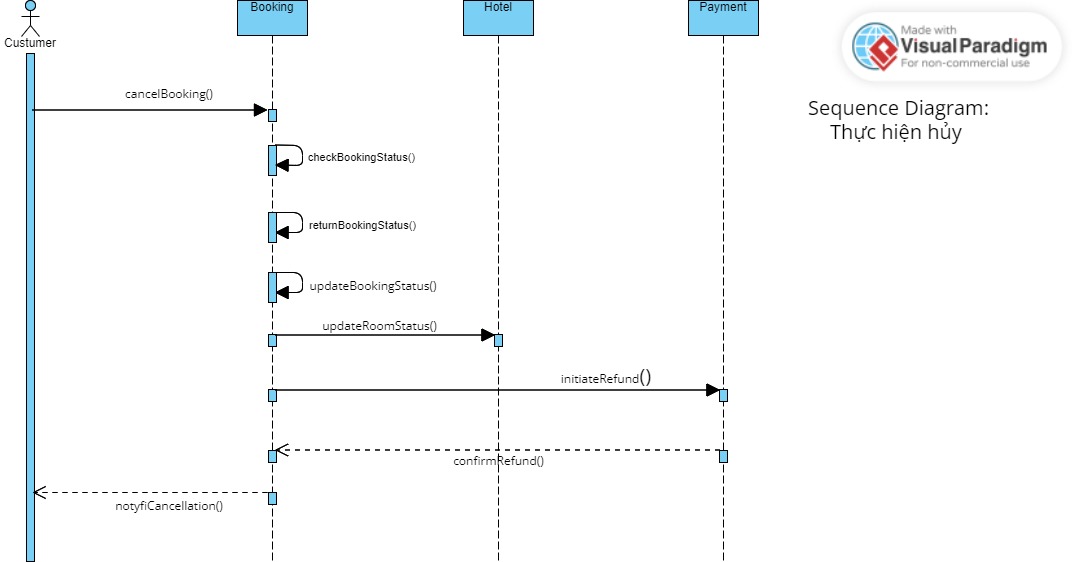 Booking
Hotel
Payment
Custumer
Made with
Visual Paradigm
For non-commercial use
Sequence Diagram:
Thực hiện hủy
cancelBooking()
checkBookingStatus()
returnBookingStatus()
updateBookingStatus()
updateRoomStatus()
initiateRefund()
confirmRefund()
notyfiCancellation()